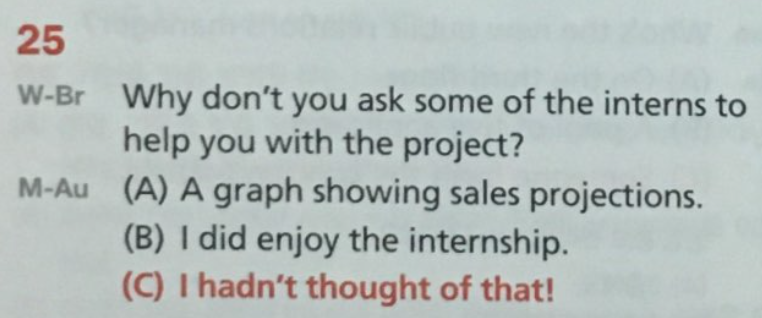 25
W-Br Why don't you ask some of the interns to
help you with the project?
M-Au (A) A graph showing sales projections.
(B) I did enjoy the internship.
(C) I hadn't thought of that!